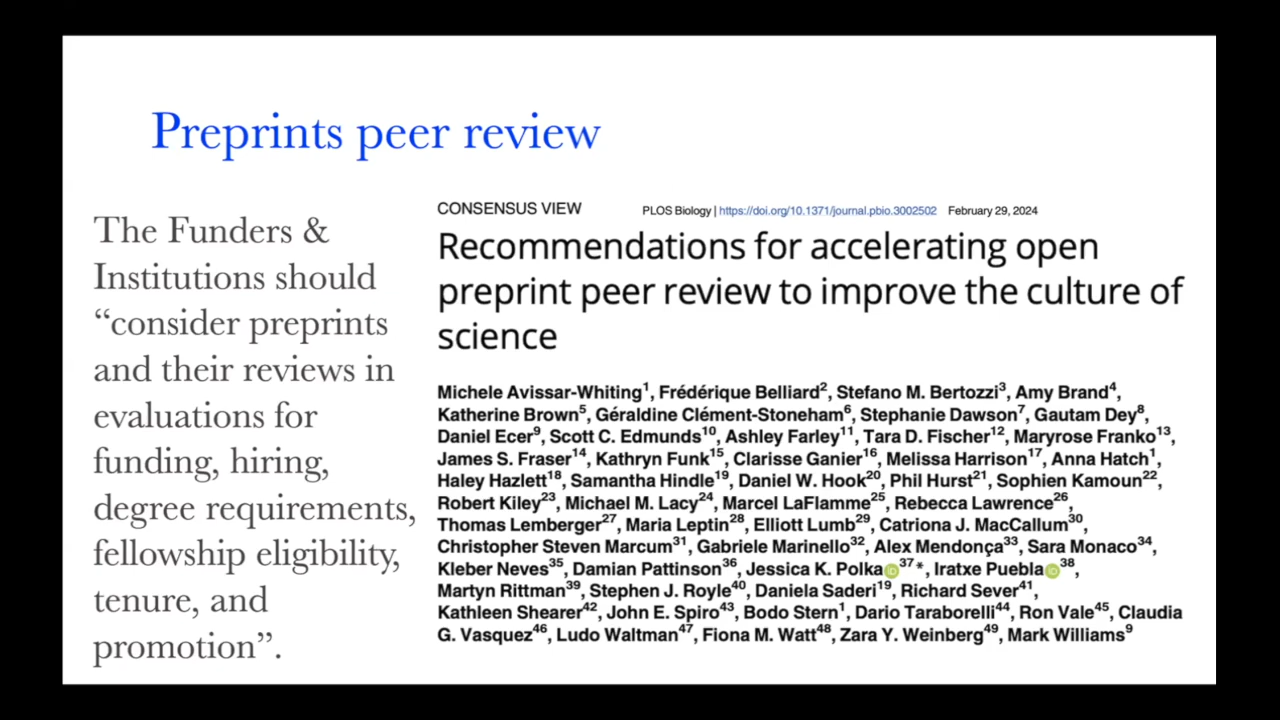 Preprints peer review
The Funders &
Institutions should
“consider preprints
and their reviews in
evaluations for
funding, hiring,
degree requirements,
fellowship eligibility,
tenure, and
promotion”.
CONSENSUS VIEW
PLOS Biology | https://doi.org/10.1371/journal.pbio.3002502 February 29, 2024
Recommendations for accelerating open
preprint peer review to improve the culture of
science
Michele Avissar-Whiting1, Frédérique Belliard2, Stefano M. Bertozzi3, Amy Brand4,
Katherine Brown5, Géraldine Clément-Stoneham6, Stephanie Dawson7, Gautam Dey8,
Daniel Ecer9, Scott C. Edmunds10, Ashley Farley11, Tara D. Fischer12, Maryrose Franko13,
James S. Fraser14, Kathryn Funk15, Clarisse Ganier16, Melissa Harrison17, Anna Hatch1,
Haley Hazlett18, Samantha Hindle19, Daniel W. Hook20, Phil Hurst21, Sophien Kamoun22,
Robert Kiley23, Michael M. Lacy24, Marcel LaFlamme25, Rebecca Lawrence26,
Thomas Lemberger27, Maria Leptin28, Elliott Lumb29, Catriona J. MacCallum30,
Christopher Steven Marcum31, Gabriele Marinello32, Alex Mendonça33, Sara Monaco34,
Kleber Neves35, Damian Pattinson36, Jessica K. Polka iD 37*, Iratxe Puebla iD 38,
Martyn Rittman39, Stephen J. Royle40, Daniela Saderi19, Richard Sever41,
Kathleen Shearer42, John E. Spiro43, Bodo Stern1, Dario Taraborelli44, Ron Vale45, Claudia
G. Vasquez46, Ludo Waltman47, Fiona M. Watt48, Zara Y. Weinberg49, Mark Williams9